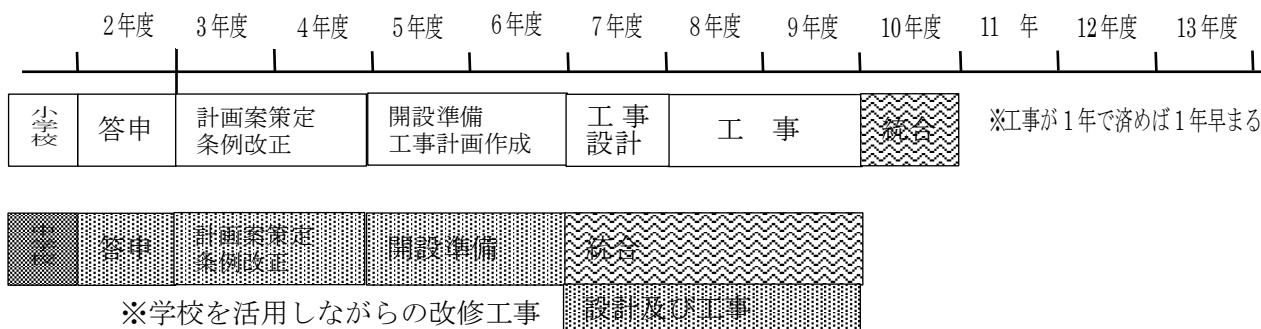 2年度 3年度 4年度 5年度 6年度 7年度 8年度 9年度 10年度 11 年 12年度 13年度
小学校 答申 計画案策定 開設準備 工事 工 事 統合 ※工事が1年で済めば1年早まる
条例改正 工事計画作成 設計
中学校 答申 計画案策定 開設準備 統合
条例改正
※学校を活用しながらの改修工事 設計及び工事